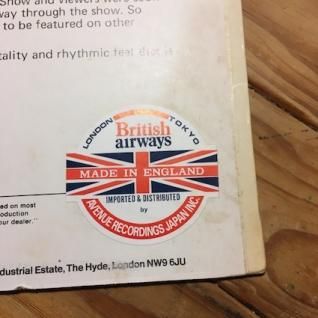 Show and viewers were
way through the show. So
to be featured on other
tality and rhythmic feel that is
LONDON TOKYO
British
airways
MADE IN ENGLAND
IMPORTED & DISTRIBUTED
by
AVENUE RECORDINGS JAPAN INC.
ed on most
oduction
our dealer."
ndustrial Estate, The Hyde, London NW9 6JU